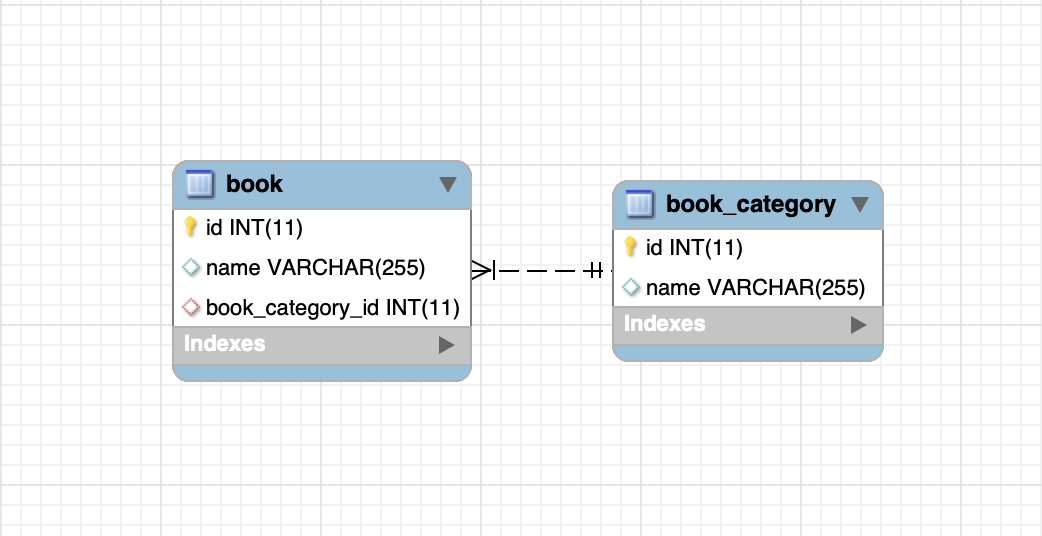 book
id INT(11)
name VARCHAR(255)
book_category_id INT(11)
Indexes
book_category
id INT(11)
name VARCHAR(255)
Indexes